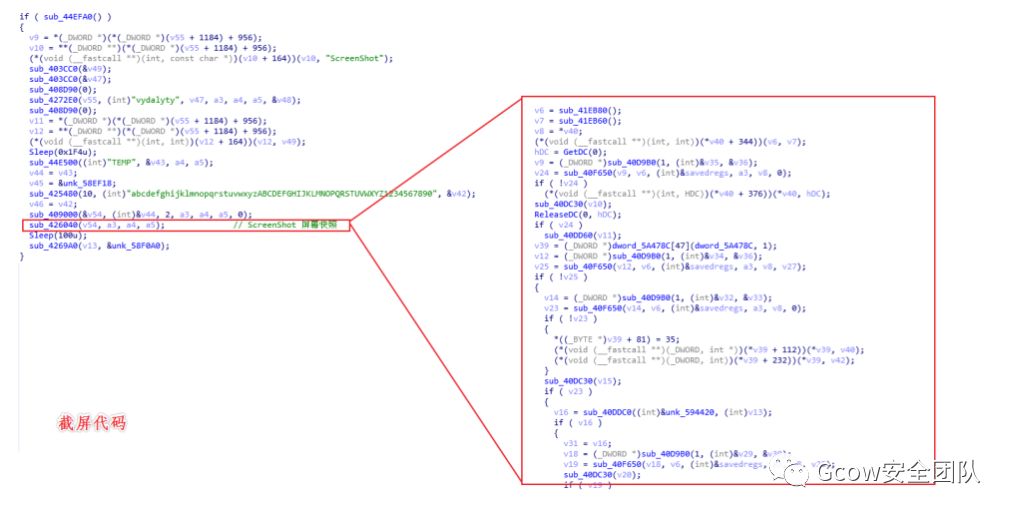 if ( sub_44EFA0() )
{
v9 = *(_DWORD *)(*(_DWORD *)(v55 + 1184) + 956);
v10 = **(_DWORD **)(*(_DWORD *)(v55 + 1184) + 956);
(*(void (__fastcall **)(int, const char *))(v10 + 164))(v10, "ScreenShot");
sub_403CC0(&v49);
sub_403CC0(&v47);
sub_408D90(0);
sub_4272E0(v55, (int)"vydalyty", v47, a3, a4, a5, &v48);
sub_408D90(0);
v11 = *(_DWORD *)(*(_DWORD *)(v55 + 1184) + 956);
v12 = **(_DWORD **)(*(_DWORD *)(v55 + 1184) + 956);
(*(void (__fastcall **)(int, int))(v12 + 164))(v12, v49);
Sleep(0x1F4u);
sub_44E500((int)"TEMP", &v43, a4, a5);
v44 = v43;
v45 = &unk_58EF18;
sub_425480(10, (int)"abcdefghijklmnopqrstuvwxyzABCDEFGHIJKLMNOPQRSTUVWXYZ1234567890", &v42);
v46 = v42;
sub_409000(&v54, (int)&v44, 2, a3, a4, a5, 0);
sub_426040(v54, a3, a4, a5); // ScreenShot 屏幕快照
Sleep(100u);
sub_4269A0(v13, &unk_58F0A0);
}
截屏代码
v6 = sub_41EB80();
v7 = sub_41EB60();
v8 = *v40;
(*(void (__fastcall **)(int, int))(*v40 + 344))(v6, v7);
hDC = GetDC(0);
v9 = (_DWORD *)sub_40D9B0(1, (int)&v35, &v36);
v24 = sub_40F650(v9, v6, (int)&savedregs, a3, v8, 0);
if ( !v24 )
(*(void (__fastcall **)(int, HDC))(*v40 + 376))(*v40, hDC);
sub_40DC30(v10);
ReleaseDC(0, hDC);
if ( v24 )
sub_40DD60(v11);
v39 = (_DWORD *)dword_5A478C[47](dword_5A478C, 1);
v12 = (_DWORD *)sub_40D9B0(1, (int)&v34, &v36);
v25 = sub_40F650(v12, v6, (int)&savedregs, a3, v8, v27);
if ( !v25 )
{
v14 = (_DWORD *)sub_40D9B0(1, (int)&v32, &v33);
v23 = sub_40F650(v14, v6, (int)&savedregs, a3, v8, 0);
if ( !v23 )
{
*((_BYTE *)v39 + 81) = 35;
(*(void (__fastcall **)(_DWORD, int *))(*v39 + 112))(*v39, v40);
(*(void (__fastcall **)(_DWORD, int))(*v39 + 232))(*v39, v42);
}
sub_40DC30(v15);
if ( v23 )
{
v16 = sub_40DDC0((int)&unk_594420, (int)v13);
if ( v16 )
{
v31 = v16;
v18 = (_DWORD *)sub_40D9B0(1, (int)&v29, 
v19 = sub_40F650(v18, v6, (int)&savedregs,
sub_40DC30(v20);
if ( v19 )
Gcow安全团队